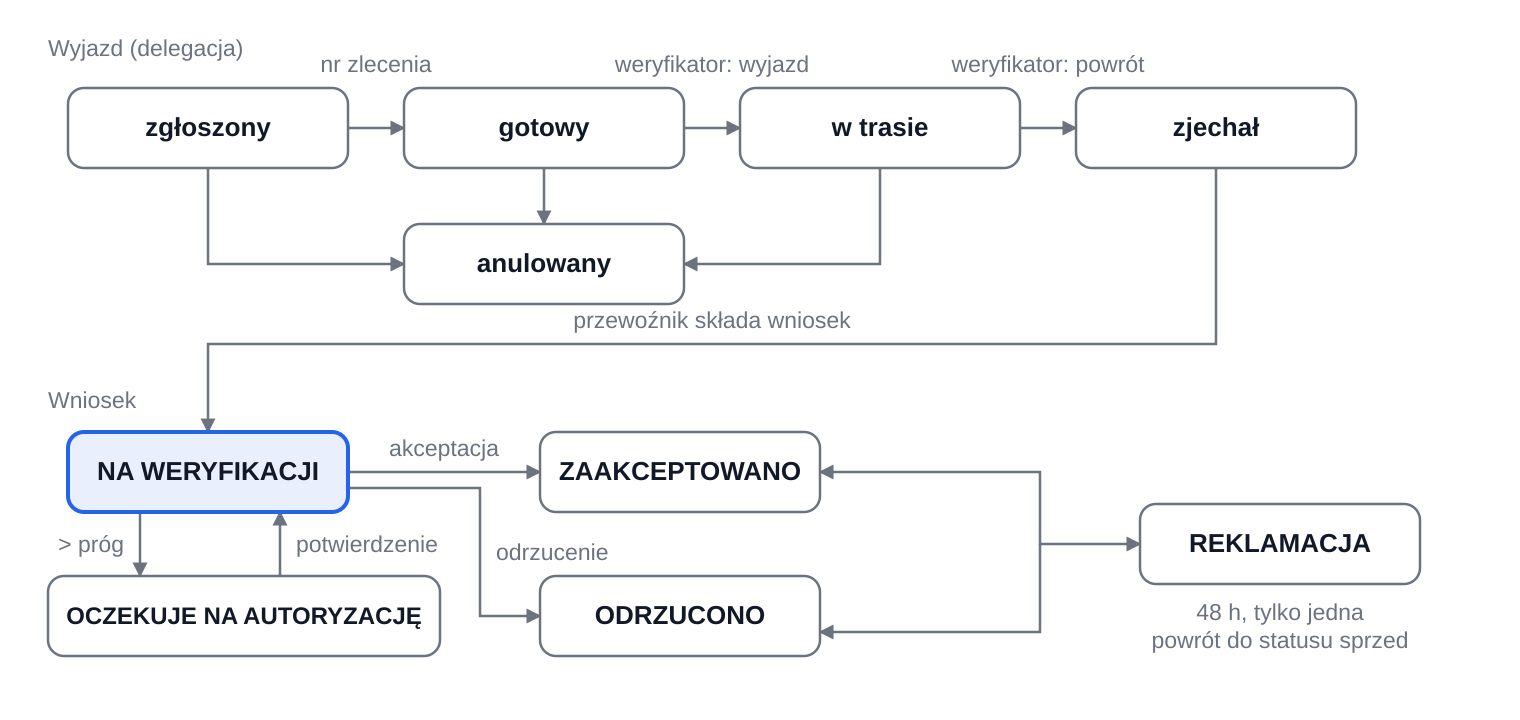 Wyjazd (delegacja)
nr zlecenia
weryfikator: wyjazd
weryfikator: powrót
zgłoszony
gotowy
w trasie
zjechał
anulowany
przewoźnik składa wniosek
Wniosek
NA WERYFIKACJI
akceptacja
ZAAKCEPTOWANO
> próg
potwierdzenie
odrzucenie
REKLAMACJA
OCZEKUJE NA AUTORYZACJĘ
ODRZUCONO
48 h, tylko jedna
powrót do statusu sprzed